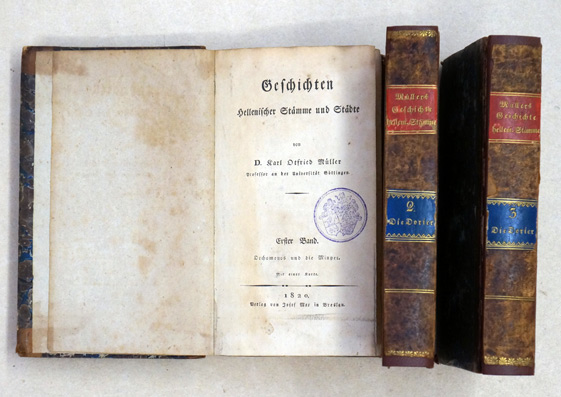 Geschichten
Hellenischer Stämme und Städte
von
D. Karl Otfried Müller
Professor an der Universität Göttingen
Erster Band.
Orchomenos und die Minyer.
Mit einer Karte.
1820.
Verlag von Josef Max in Breslau.
Müllers
Geschichte
hellen. Stämme
2.
Die Dorier
Müllers
Geschichte
hellen. Stämme
3.
Die Dorier